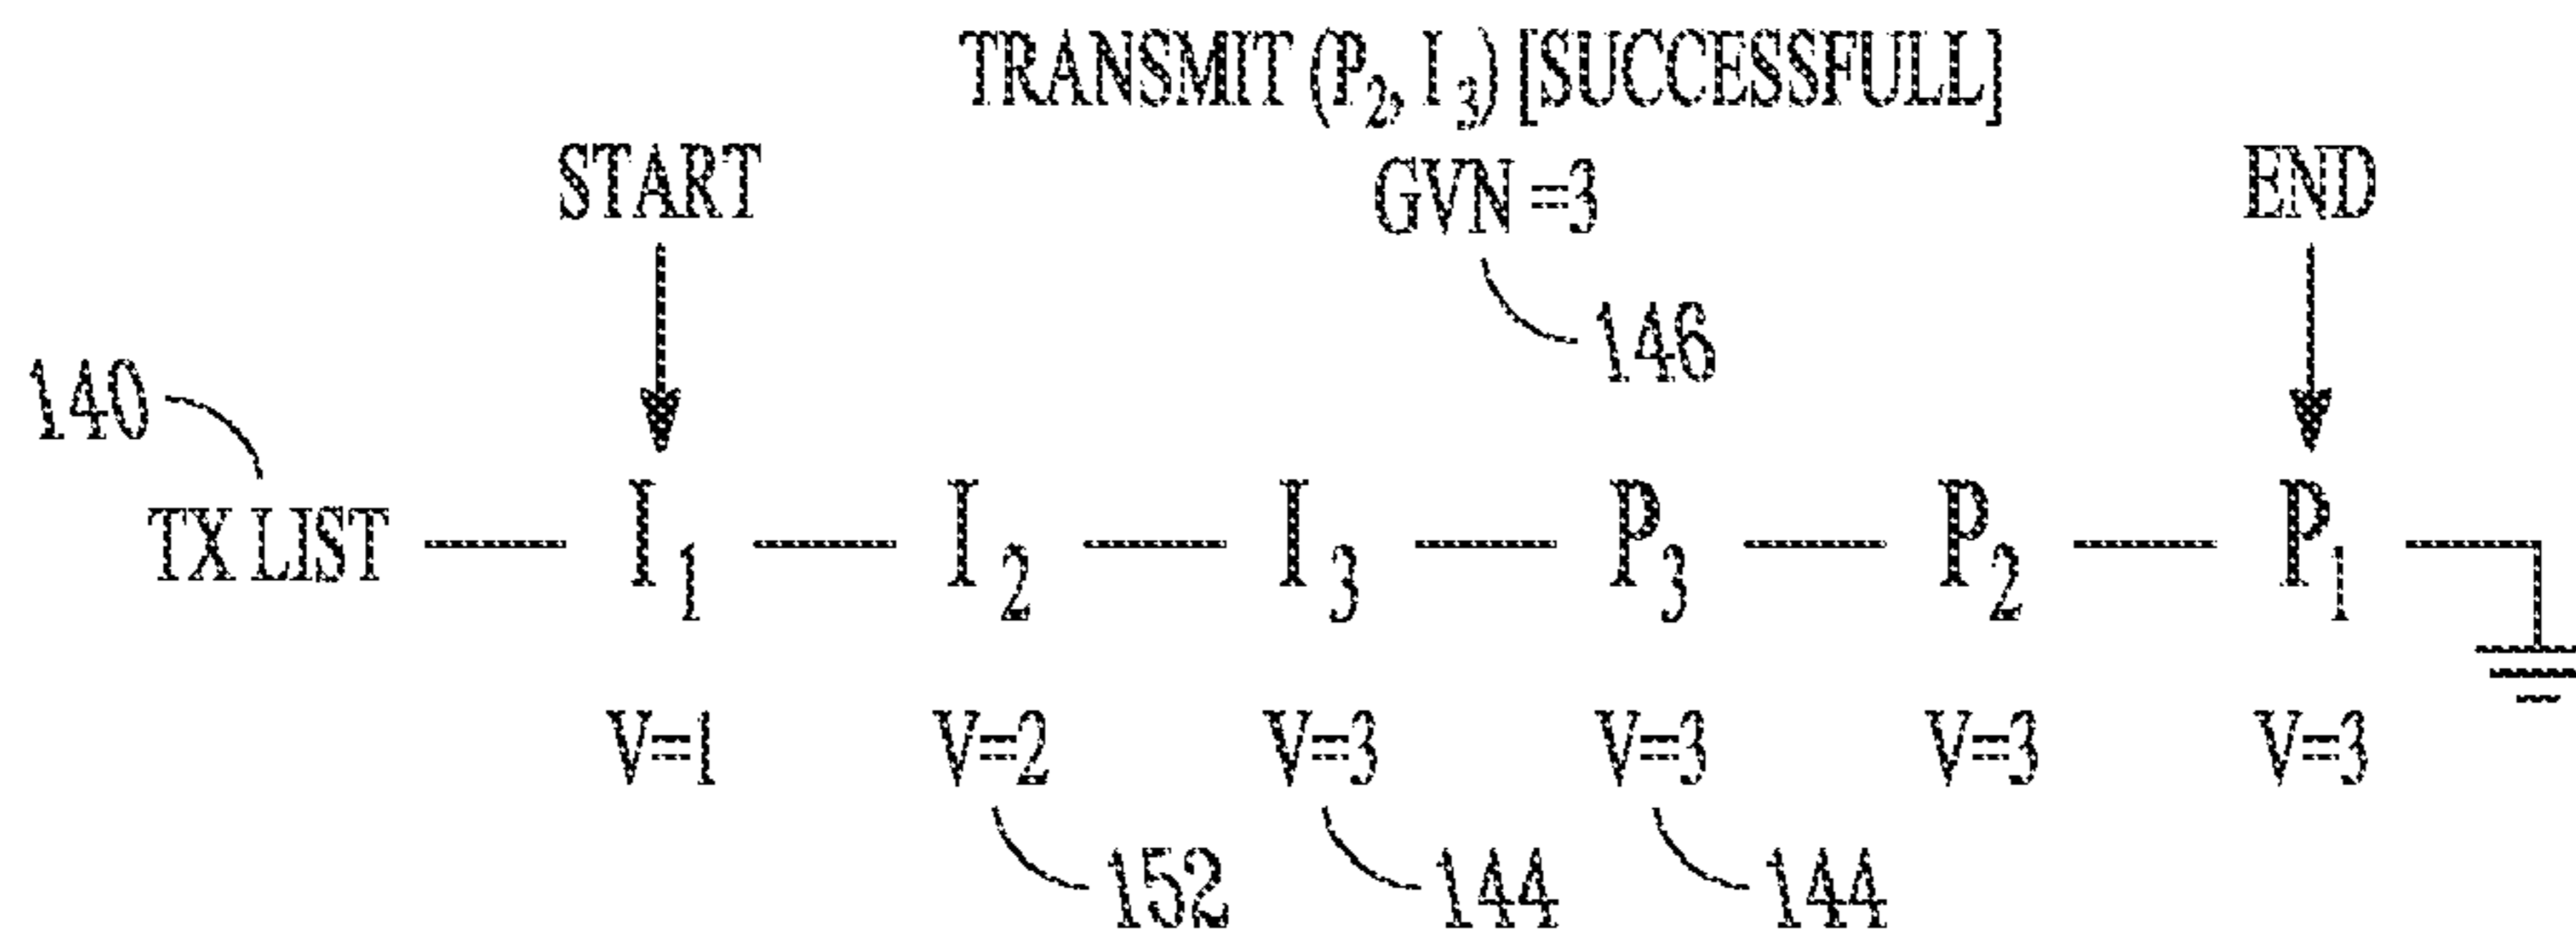 TRANSMIT (P₂, I₃) [SUCCESSFULL]
START GVN =3 END
146
140
TX LIST I₁ I₂ I₃ P₃ P₂ P₁
V=1 V=2 V=3 V=3 V=3 V=3
152 144 144